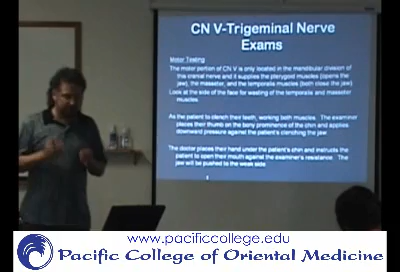 CN V-Trigeminal Nerve
Exams
Motor Testing
The motor portion of CN V is only located in the mandibular division of
this cranial nerve and it supplies the pterygoid muscles (opens the
jaw), the masseter, and the temporalis muscles (both close the jaw).
Look at the side of the face for wasting of the temporalis and masseter
muscles.
As the patient to clench their teeth, working both muscles. The examiner
places their thumb on the bony prominence of the chin and applies
downward pressure against the patient's clenching the jaw.
The doctor places their hand under the patient's chin and instructs the
patient to open their mouth against the examiner's resistance. The
jaw will be pushed to the weak side.
www.pacificcollege.edu
Pacific College of Oriental Medicine